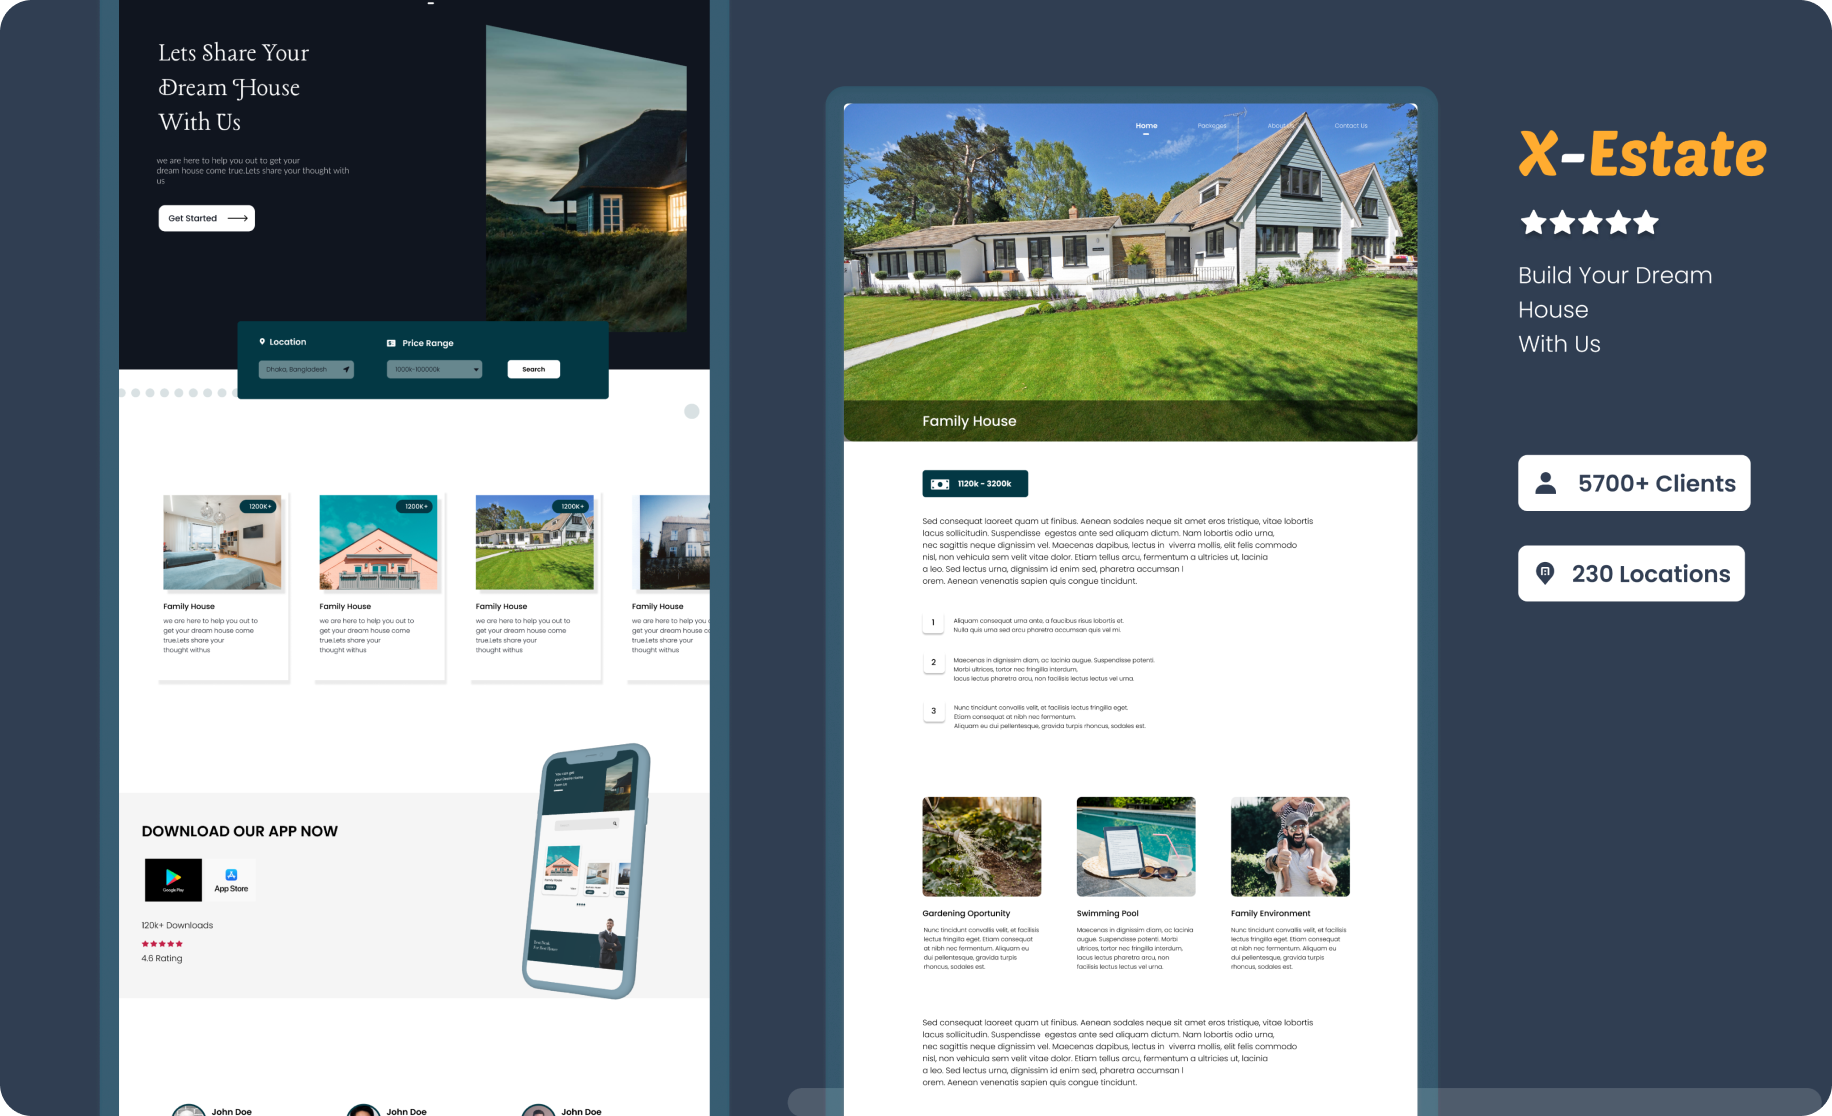 Lets Share Your
Dream House
With Us
we are here to help you out to get your
dream house come true.Lets share your thought with
us
Get Started
Location
Price Range
Dhaka, Bangladesh
1000k-100000k
Search
1200K+
1200K+
1200K+
Family House
we are here to help you out to
get your dream house come
true.Lets share your
thought withus
Family House
we are here to help you out to
get your dream house come
true.Lets share your
thought withus
Family House
we are here to help you out to
get your dream house come
true.Lets share your
thought withus
Family House
we are here to help you
get your dream house c
true.Lets share your
thought withus
DOWNLOAD OUR APP NOW
Google Play
App Store
120k+ Downloads
4.6 Rating
John Doe
John Doe
John Doe
Home
Packages
About Us
Contact Us
Family House
1120k - 3200k
Sed consequat laoreet quam ut finibus. Aenean sodales neque sit amet eros tristique, vitae lobortis
lacus sollicitudin. Suspendisse egestas ante sed aliquam dictum. Nam lobortis odio urna,
nec sagittis neque dignissim vel. Maecenas dapibus, lectus in viverra mollis, elit felis commodo
nisl, non vehicula sem velit vitae dolor. Etiam tellus arcu, fermentum a ultricies ut, lacinia
a leo. Sed lectus urna, dignissim id enim sed, pharetra accumsan l
orem. Aenean venenatis sapien quis congue tincidunt.
1
Aliquam consequat urna ante, a faucibus risus lobortis et.
Nulla quis urna sed arcu pharetra accumsan quis vel mi.
2
Maecenas in dignissim diam, ac lacinia augue. Suspendisse potenti.
Morbi ultrices, tortor nec fringilla interdum,
lacus lectus pharetra arcu, non facilisis lectus lectus vel urna.
3
Nunc tincidunt convallis velit, et facilisis lectus fringilla eget.
Etiam consequat at nibh nec fermentum.
Aliquam eu dui pellentesque, gravida turpis rhoncus, sodales est.
Gardening Oportunity
Nunc tincidunt convallis velit, et facilisis
lectus fringilla eget. Etiam consequat
at nibh nec fermentum. Aliquam eu
dui pellentesque, gravida turpis
rhoncus, sodales est.
Swimming Pool
Maecenas in dignissim diam, ac lacinia
augue. Suspendisse potenti. Morbi
ultrices, tortor nec fringilla interdum,
lacus lectus pharetra arcu, non
facilisis lectus lectus vel urna.
Family Environment
Nunc tincidunt convallis velit, et facilisis
lectus fringilla eget. Etiam consequat
at nibh nec fermentum. Aliquam eu
dui pellentesque, gravida turpis
rhoncus, sodales est.
Sed consequat laoreet quam ut finibus. Aenean sodales neque sit amet eros tristique, vitae lobortis
lacus sollicitudin. Suspendisse egestas ante sed aliquam dictum. Nam lobortis odio urna,
nec sagittis neque dignissim vel. Maecenas dapibus, lectus in viverra mollis, elit felis commodo
nisl, non vehicula sem velit vitae dolor. Etiam tellus arcu, fermentum a ultricies ut, lacinia
a leo. Sed lectus urna, dignissim id enim sed, pharetra accumsan l
orem. Aenean venenatis sapien quis congue tincidunt.
X-Estate
Build Your Dream
House
With Us
5700+ Clients
230 Locations